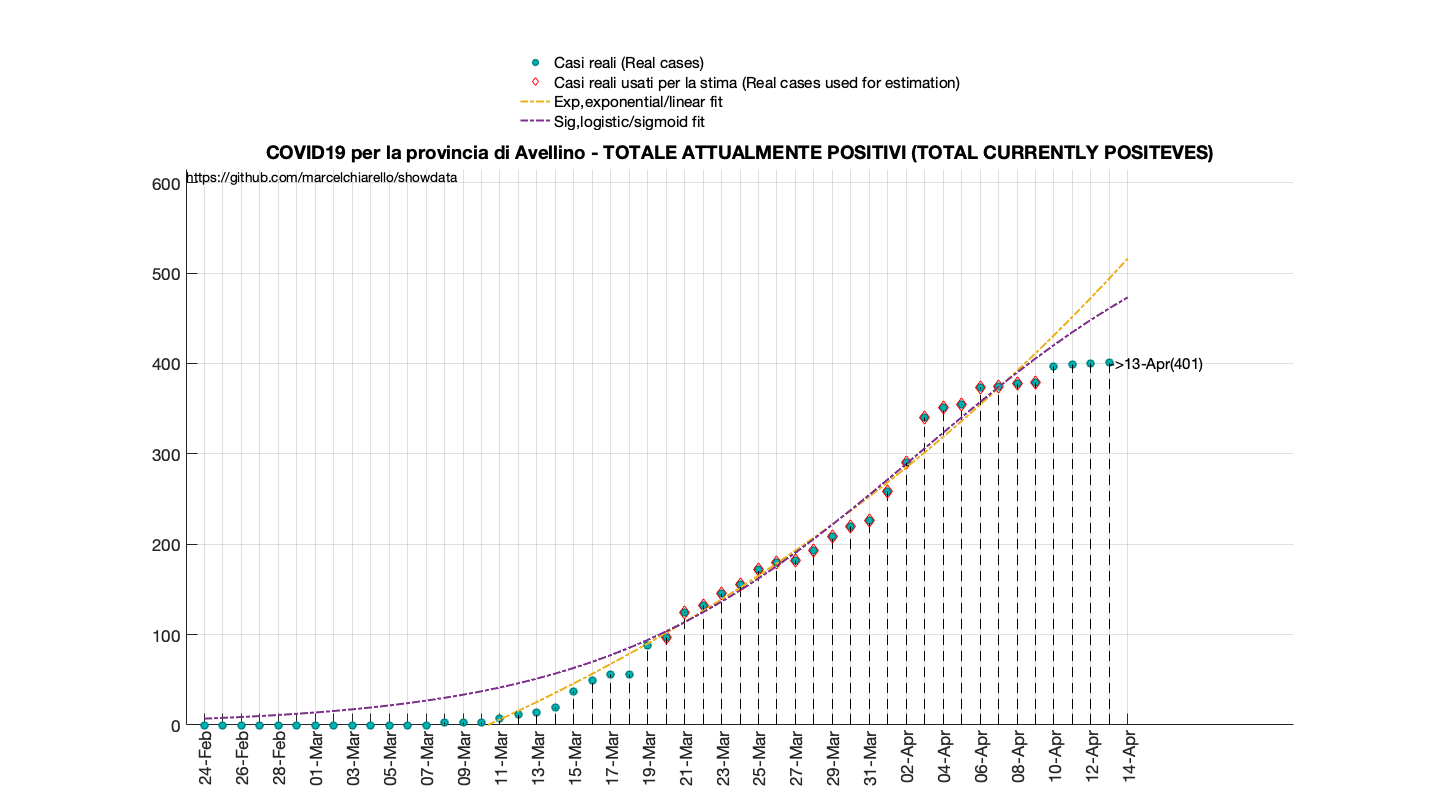 Casi reali (Real cases)
Casi reali usati per la stima (Real cases used for estimation)
Exp,exponential/linear fit
Sig,logistic/sigmoid fit
COVID19 per la provincia di Avellino - TOTALE ATTUALMENTE POSITIVI (TOTAL CURRENTLY POSITEVES)
https://github.com/marcelchiarello/showdata
600
500
400
300
200
100
0
->13-Apr(401)
24-Feb
26-Feb
28-Feb
01-Mar
03-Mar
05-Mar
07-Mar
09-Mar
11-Mar
13-Mar
15-Mar
17-Mar
19-Mar
21-Mar
23-Mar
25-Mar
27-Mar
29-Mar
31-Mar
02-Apr
04-Apr
06-Apr
08-Apr
10-Apr
12-Apr
14-Apr